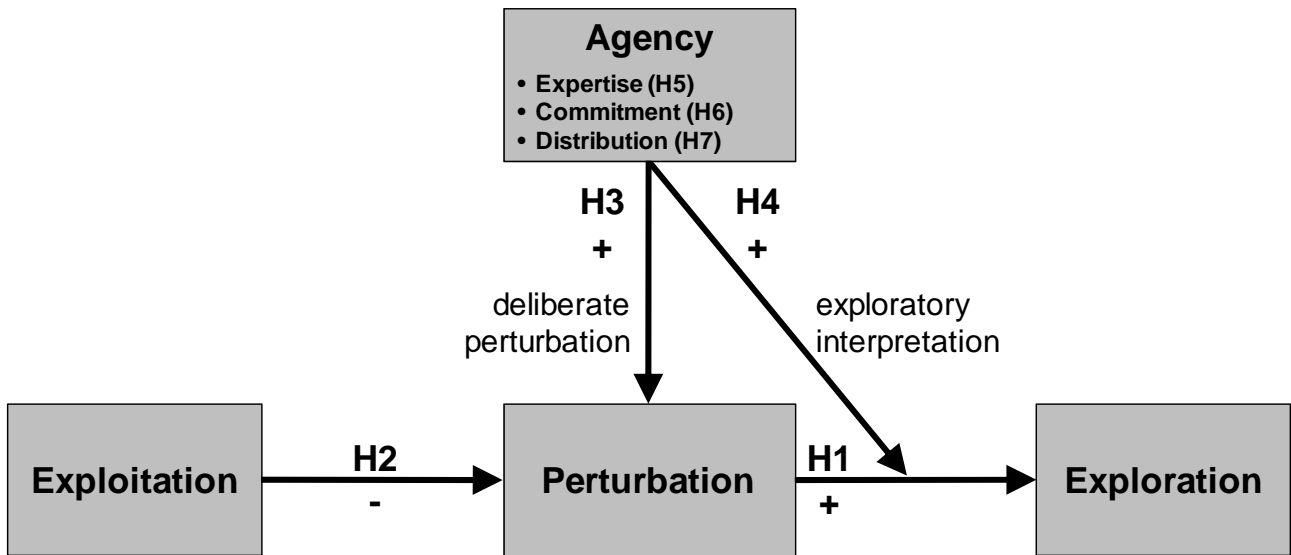 Agency
• Expertise (H5)
• Commitment (H6)
• Distribution (H7)
H3
+
H4
+
deliberate
perturbation
exploratory
interpretation
Exploitation
H2
-
Perturbation
H1
+
Exploration